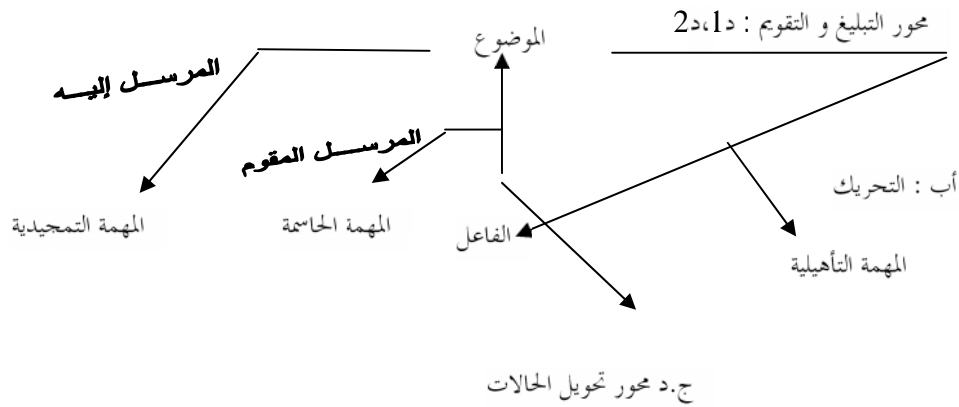 محور التبليغ و التقويم : د1،د2
الموضوع
المرسل إليه
المرسل المقوم
أب : التحريك
المهمة التمجيدية
المهمة الحاسمة
الفاعل
المهمة التأهيلية
ج.د محور تحويل الحالات